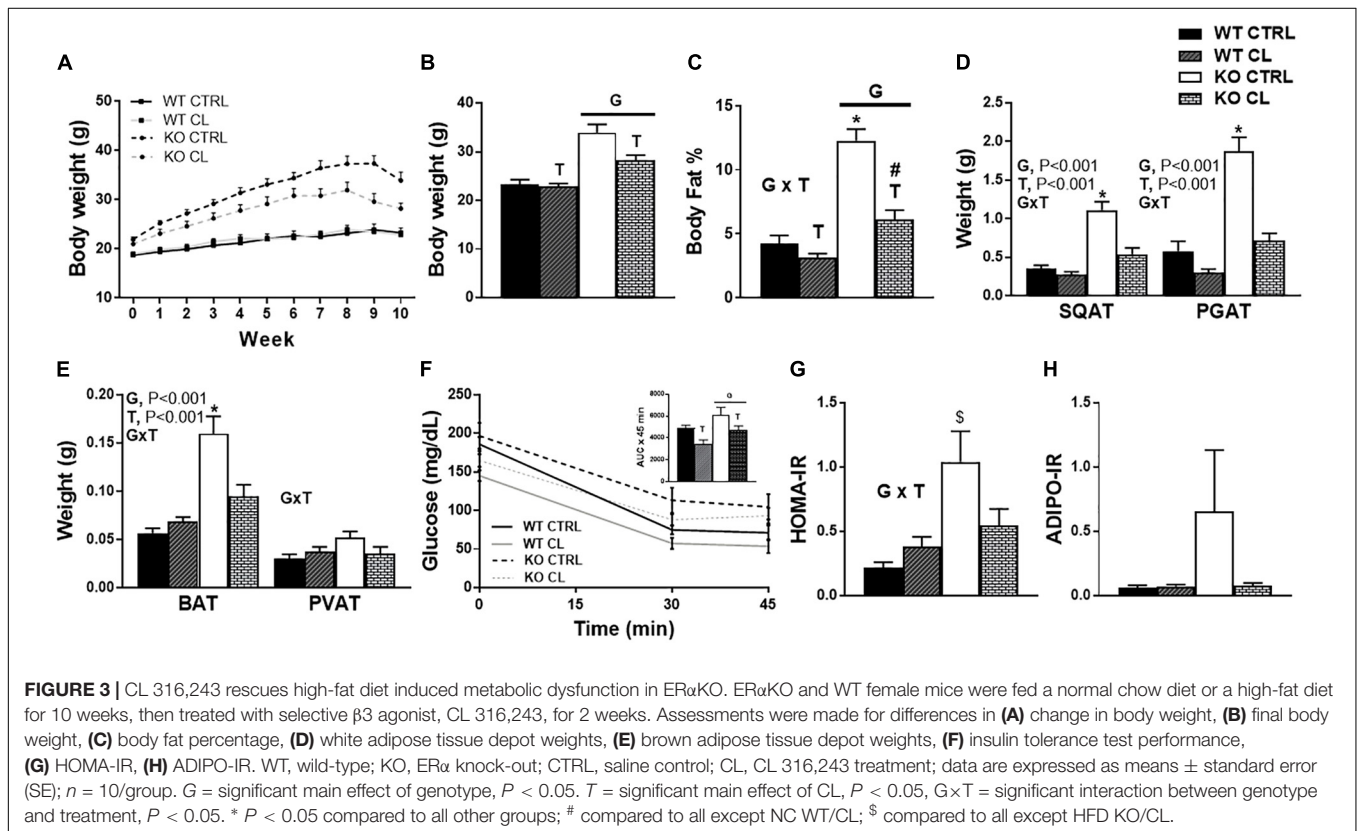 WT CTRL
WT CL
KO CTRL
KO CL
A
Body weight (g)
50
40
30
20
10
WT CTRL
WT CL
KO CTRL
KO CL
0 1 2 3 4 5 6 7 8 9 10
Week
B
Body weight (g)
40
30
20
10
0
G
T
T
C
Body Fat %
15
10
5
0
G
*
G x T
T
#
T
D
Weight (g)
2.5
2.0
1.5
1.0
0.5
0.0
G, P<0.001
T, P<0.001
GxT
*
G, P<0.001
T, P<0.001
GxT
*
SQAT PGAT
E
Weight (g)
0.20
0.15
0.10
0.05
0.00
G, P<0.001
T, P<0.001
GxT
*
GxT
BAT PVAT
F
Glucose (mg/dL)
250
200
150
100
50
0
WT CTRL
WT CL
KO CTRL
KO CL
0 15 30 45
Time (min)
AUC x 45 min
8000
6000
4000
2000
0
G
T
T
G
HOMA-IR
1.5
1.0
0.5
0.0
G x T
$
H
ADIPO-IR
1.5
1.0
0.5
0.0
FIGURE 3 | CL 316,243 rescues high-fat diet induced metabolic dysfunction in ERαKO. ERαKO and WT female mice were fed a normal chow diet or a high-fat diet
for 10 weeks, then treated with selective β3 agonist, CL 316,243, for 2 weeks. Assessments were made for differences in (A) change in body weight, (B) final body
weight, (C) body fat percentage, (D) white adipose tissue depot weights, (E) brown adipose tissue depot weights, (F) insulin tolerance test performance,
(G) HOMA-IR, (H) ADIPO-IR. WT, wild-type; KO, ERα knock-out; CTRL, saline control; CL, CL 316,243 treatment; data are expressed as means ± standard error
(SE); n = 10/group. G = significant main effect of genotype, P < 0.05. T = significant main effect of CL, P < 0.05, G×T = significant interaction between genotype
and treatment, P < 0.05. * P < 0.05 compared to all other groups; # compared to all except NC WT/CL; $ compared to all except HFD KO/CL.